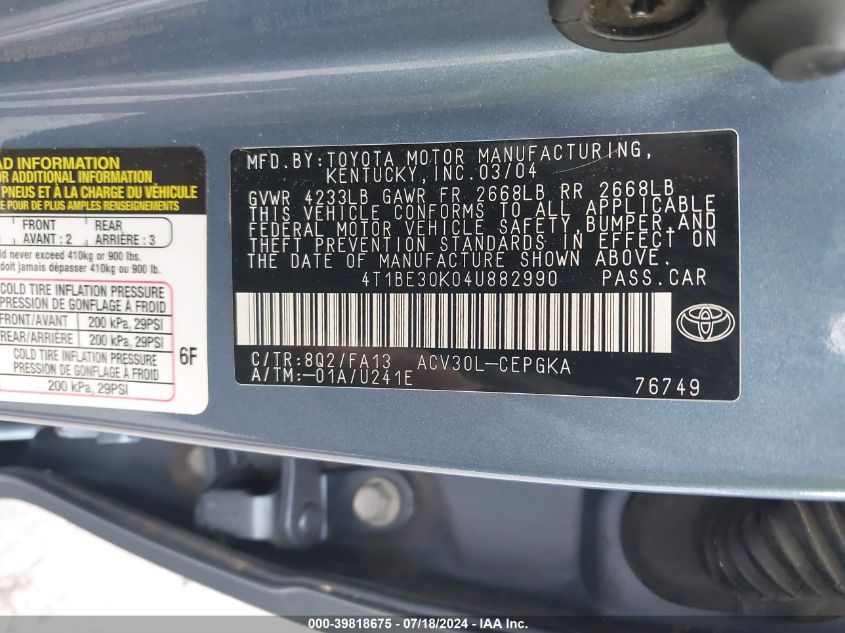 AD INFORMATION
R ADDITIONAL INFORMATION
PNEUS ET À LA CHARGE DU VÉHICULE
POUR DE PLUS AMPLES RENSEIGNEMENTS
FRONT
AVANT : 2
REAR
ARRIÈRE : 3
ld never exceed 410kg or 900 lbs.
doit jamais dépasser 410kg ou 900 lb.
COLD TIRE INFLATION PRESSURE
PRESSION DE GONFLAGE À FROID
FRONT/AVANT 200 kPa, 29PSI
REAR/ARRIÈRE 200 kPa, 29PSI
COLD TIRE INFLATION PRESSURE
PRESSION DE GONFLAGE À FROID
200 kPa, 29PSI
6F
MFD. BY: TOYOTA MOTOR MANUFACTURING,
KENTUCKY, INC. 03/04
GVWR 4233LB GAWR FR 2668LB RR 2668LB
THIS VEHICLE CONFORMS TO ALL APPLICABLE
FEDERAL MOTOR VEHICLE SAFETY, BUMPER, AND
THEFT PREVENTION STANDARDS IN EFFECT ON
THE DATE OF MANUFACTURE SHOWN ABOVE.
4T1BE30K04U882990 PASS. CAR
C/TR:8Q2/FA13 ACV30L-CEPGKA
A/TM:-01A/U241E
76749
000-39818675 - 07/18/2024 - IAAI.com